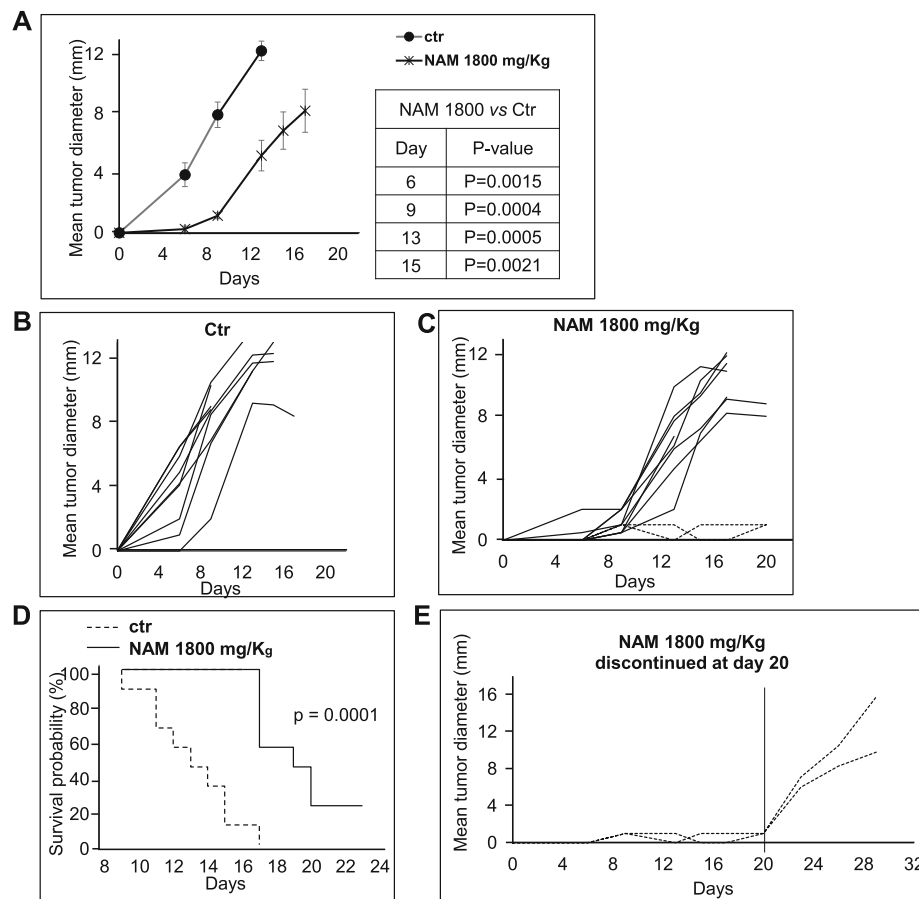 A
ctr
NAM 1800 mg/Kg
Mean tumor diameter (mm)
12
8
4
0
0 4 8 12 16 20
Days
NAM 1800 vs Ctr
Day P-value
6 P=0.0015
9 P=0.0004
13 P=0.0005
15 P=0.0021
B
Ctr
Mean tumor diameter (mm)
12
8
4
0
0 4 8 12 16 20
Days
C
NAM 1800 mg/Kg
Mean tumor diameter (mm)
12
8
4
0
0 4 8 12 16 20 22
Days
D
ctr
NAM 1800 mg/Kg
Survival probability (%)
100
80
60
40
20
0
8 10 12 14 16 18 20 22 24
Days
p = 0.0001
E
NAM 1800 mg/Kg
discontinued at day 20
Mean tumor diameter (mm)
16
12
8
4
0
0 4 8 12 16 20 24 28 32
Days